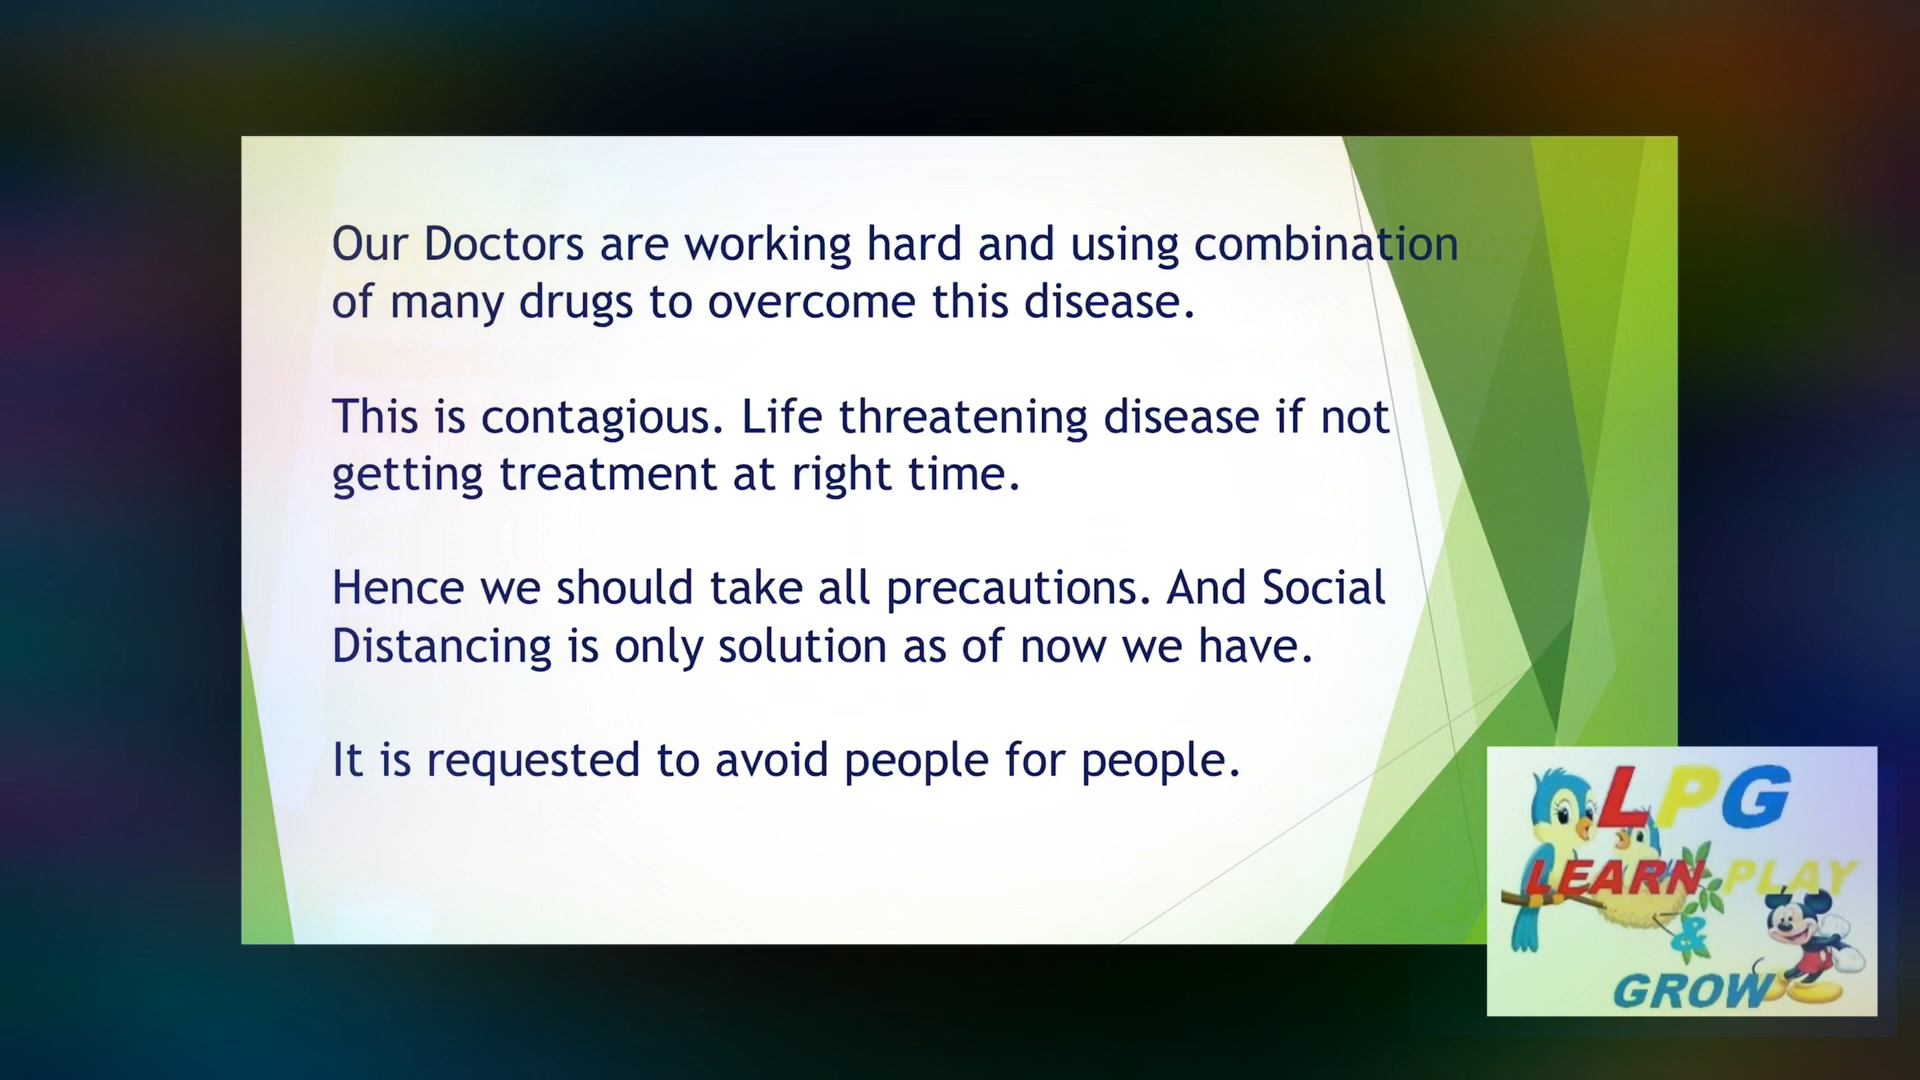 Our Doctors are working hard and using combination
of many drugs to overcome this disease.
This is contagious. Life threatening disease if not
getting treatment at right time.
Hence we should take all precautions. And Social
Distancing is only solution as of now we have.
It is requested to avoid people for people.
LPG
LEARN PLAY
&
GROW